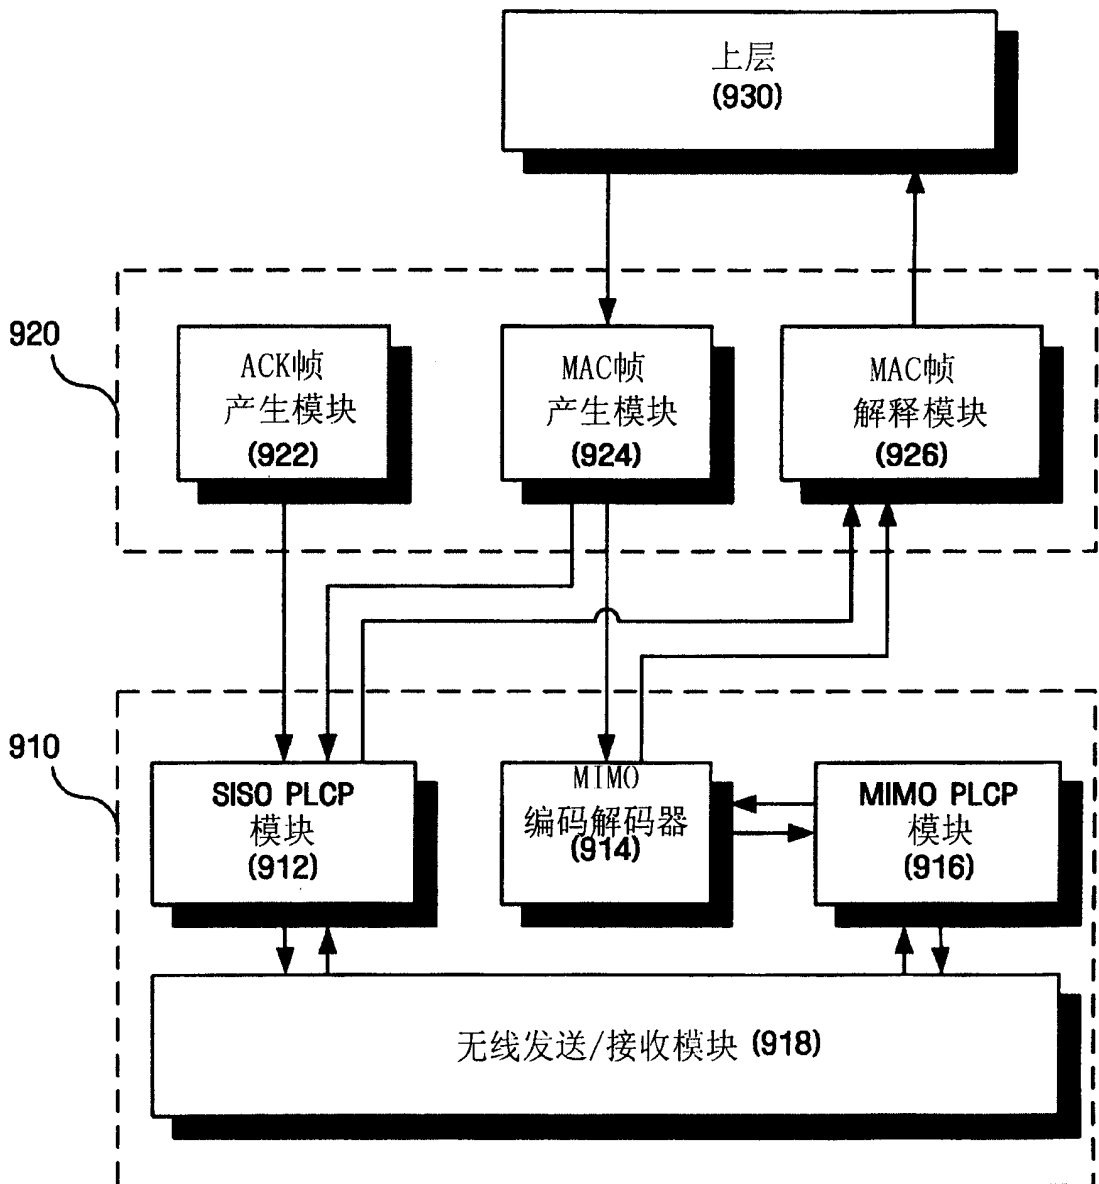 上层
(930)
920
ACK帧
产生模块
(922)
MAC帧
产生模块
(924)
MAC帧
解释模块
(926)
910
SISO PLCP
模块
(912)
MIMO
编码解码器
(914)
MIMO PLCP
模块
(916)
无线发送/接收模块 (918)